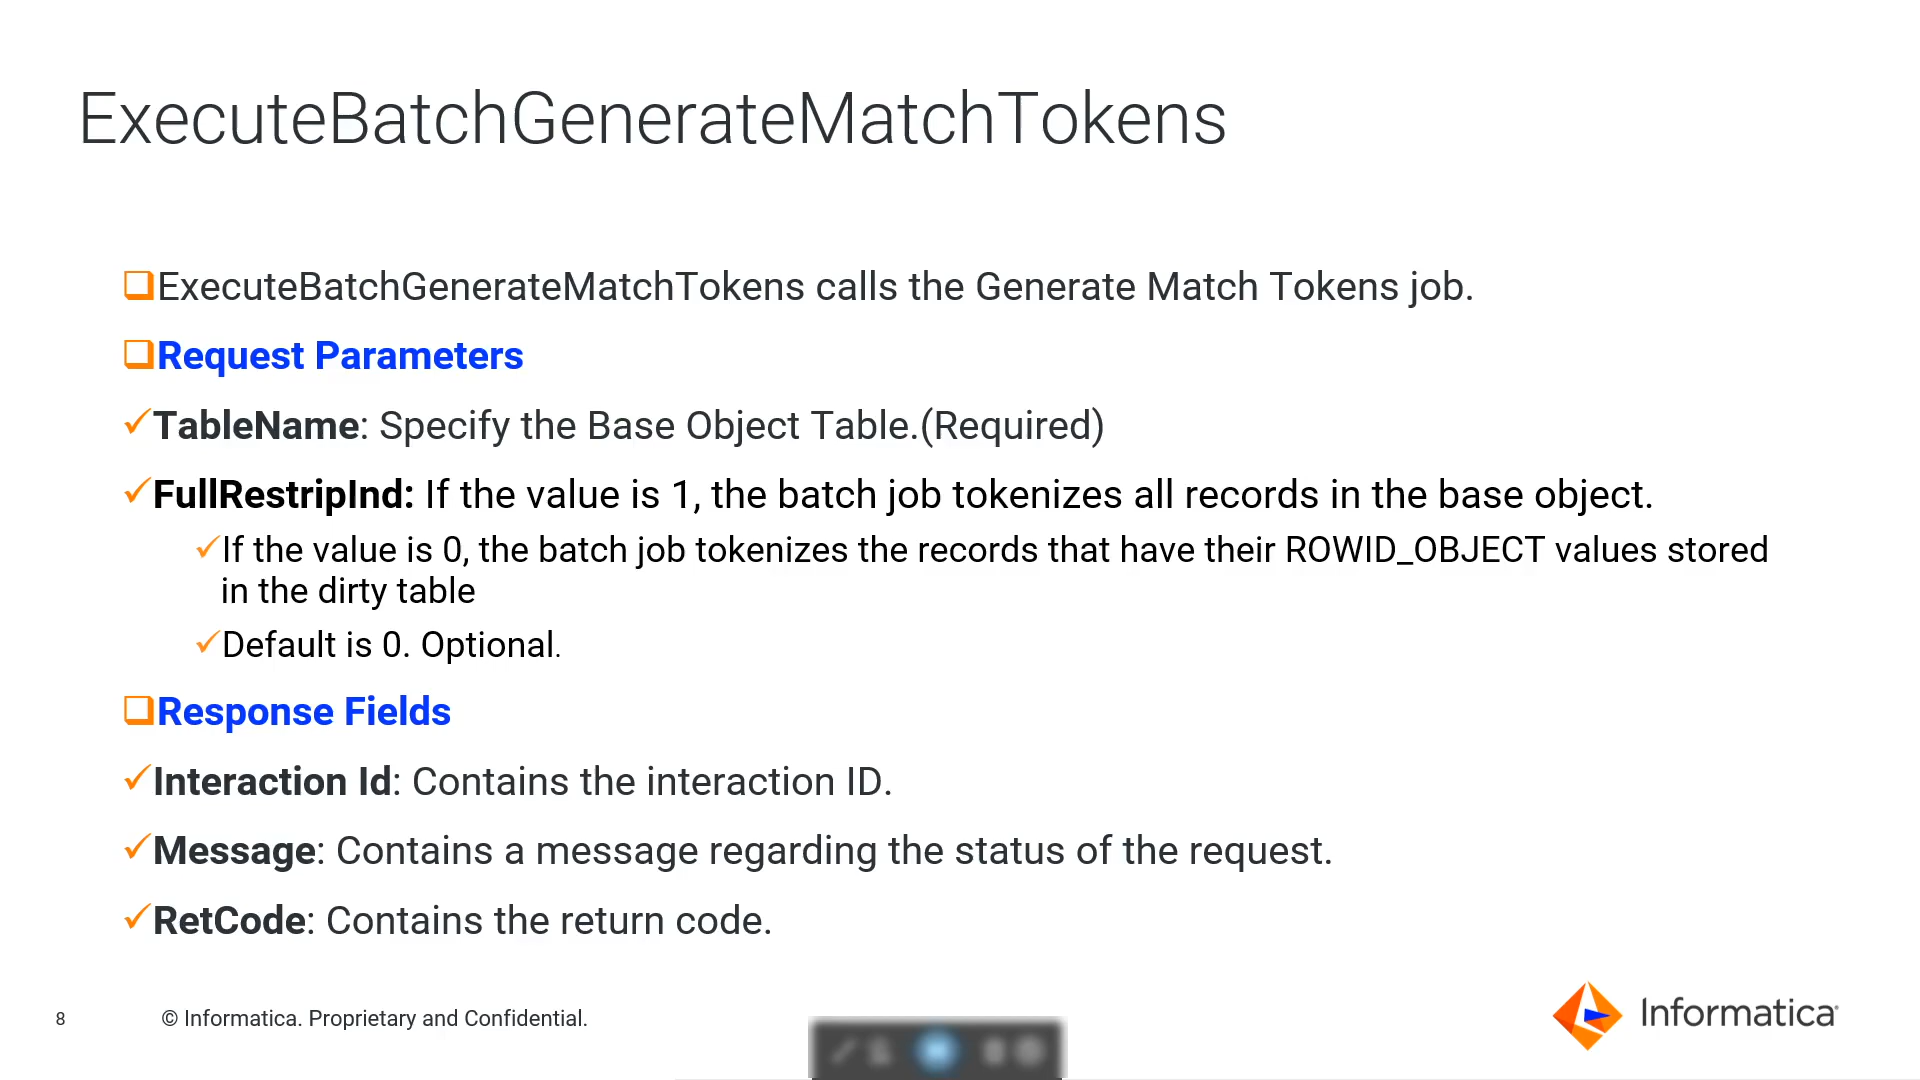 ExecuteBatchGenerateMatchTokens
ExecuteBatchGenerateMatchTokens calls the Generate Match Tokens job.
Request Parameters
TableName: Specify the Base Object Table.(Required)
FullRestripInd: If the value is 1, the batch job tokenizes all records in the base object.
If the value is 0, the batch job tokenizes the records that have their ROWID_OBJECT values stored
in the dirty table
Default is 0. Optional.
Response Fields
Interaction Id: Contains the interaction ID.
Message: Contains a message regarding the status of the request.
RetCode: Contains the return code.
8 © Informatica. Proprietary and Confidential.
Informatica